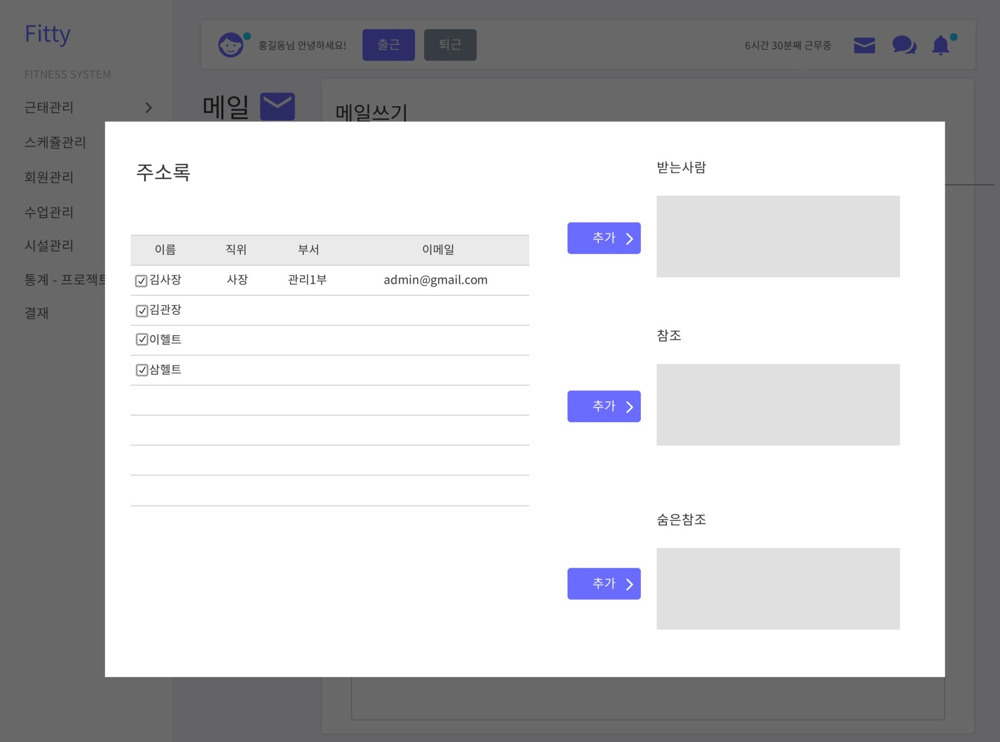 Fitty
FITNESS SYSTEM
근태관리
스케쥴관리
회원관리
수업관리
시설관리
통계 - 프로젝트
결재
홍길동님 안녕하세요!
출근
퇴근
6시간 30분째 근무중
메일
메일쓰기
주소록
이름 직위 부서 이메일
김사장 사장 관리1부 admin@gmail.com
김관장
이헬트
삼헬트
받는사람
추가
참조
추가
숨은참조
추가